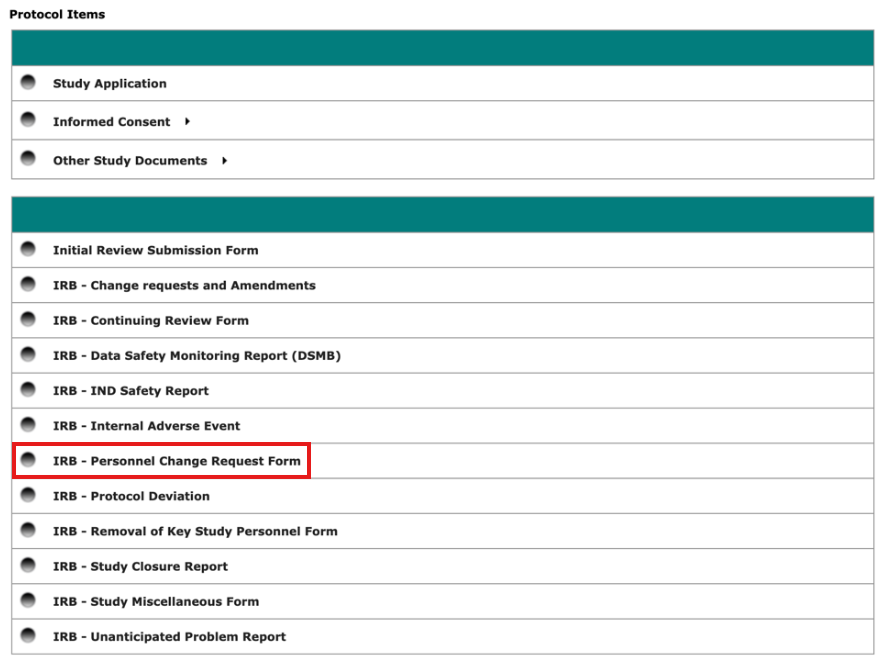 Protocol Items
Study Application
Informed Consent
Other Study Documents
Initial Review Submission Form
IRB - Change requests and Amendments
IRB - Continuing Review Form
IRB - Data Safety Monitoring Report (DSMB)
IRB - IND Safety Report
IRB - Internal Adverse Event
IRB - Personnel Change Request Form
IRB - Protocol Deviation
IRB - Removal of Key Study Personnel Form
IRB - Study Closure Report
IRB - Study Miscellaneous Form
IRB - Unanticipated Problem Report